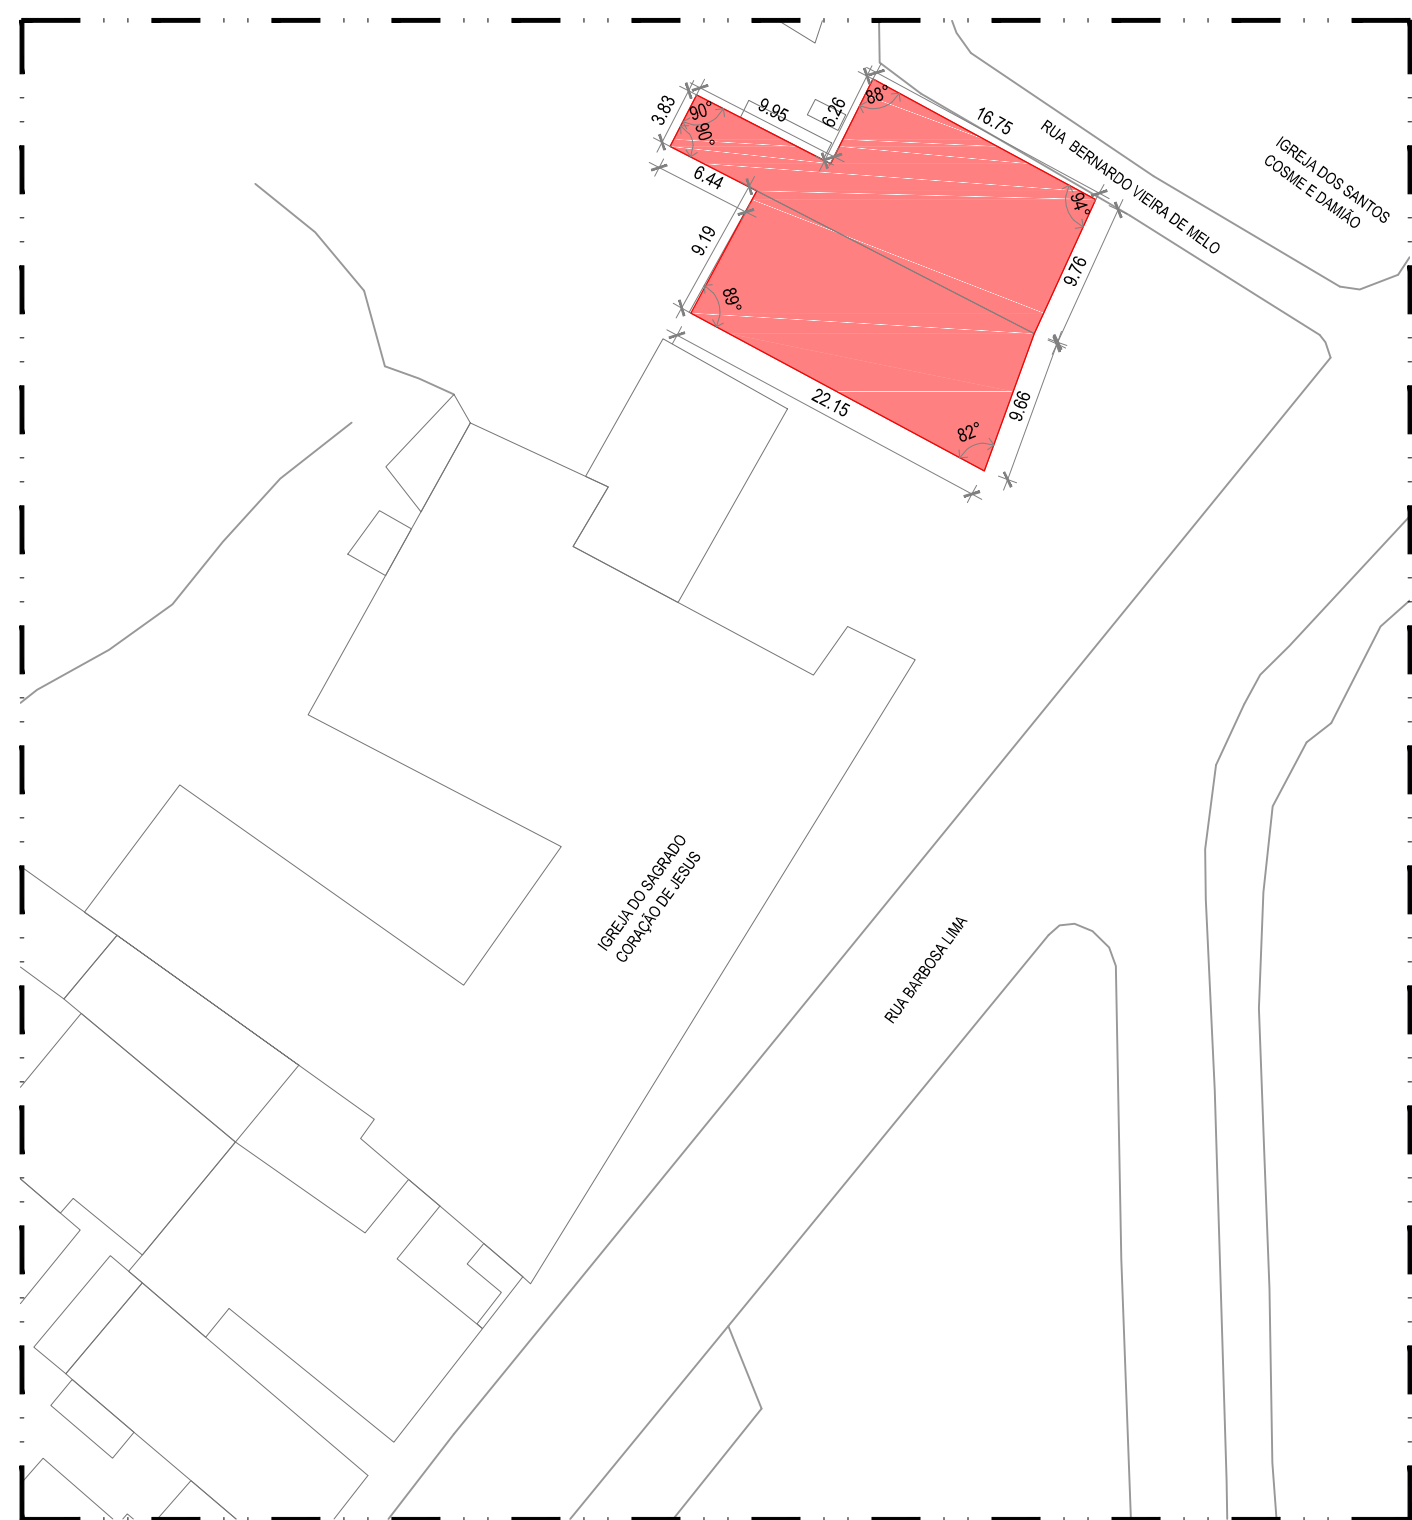 3.83
90°
90°
9.95
6.26
88°
16.75
RUA BERNARDO VIEIRA DE MELO
IGREJA DOS SANTOS
COSME E DAMIÃO
6.44
94°
9.19
9.76
89°
22.15
9.66
82°
IGREJA DO SAGRADO
CORAÇÃO DE JESUS
RUA BARBOSA LIMA